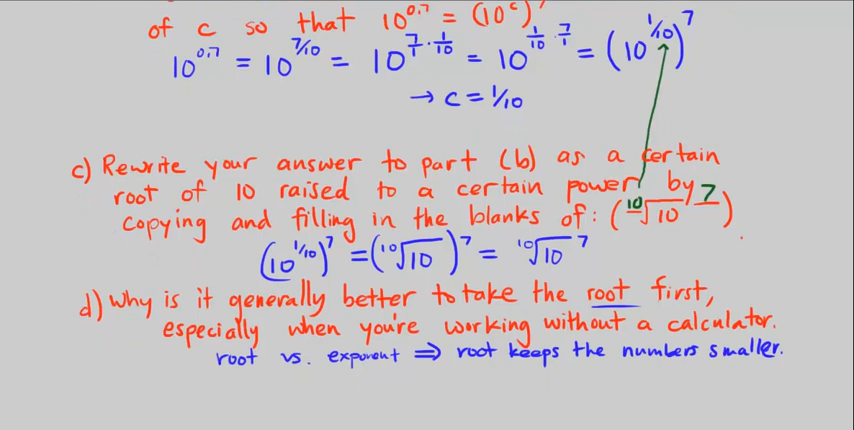 of c so that 10^0.7 = (10^c)^7
10^0.7 = 10^7/10 = 10^(7/1 · 1/10) = 10^(1/10 · 7/1) = (10^1/10)^7
→ c = 1/10
c) Rewrite your answer to part (b) as a certain
root of 10 raised to a certain power by
copying and filling in the blanks of: (10√10^7)
(10^1/10)^7 = (10√10)^7 = 10√10^7
d) Why is it generally better to take the root first,
especially when you're working without a calculator.
root vs. exponent ⇒ root keeps the numbers smaller.